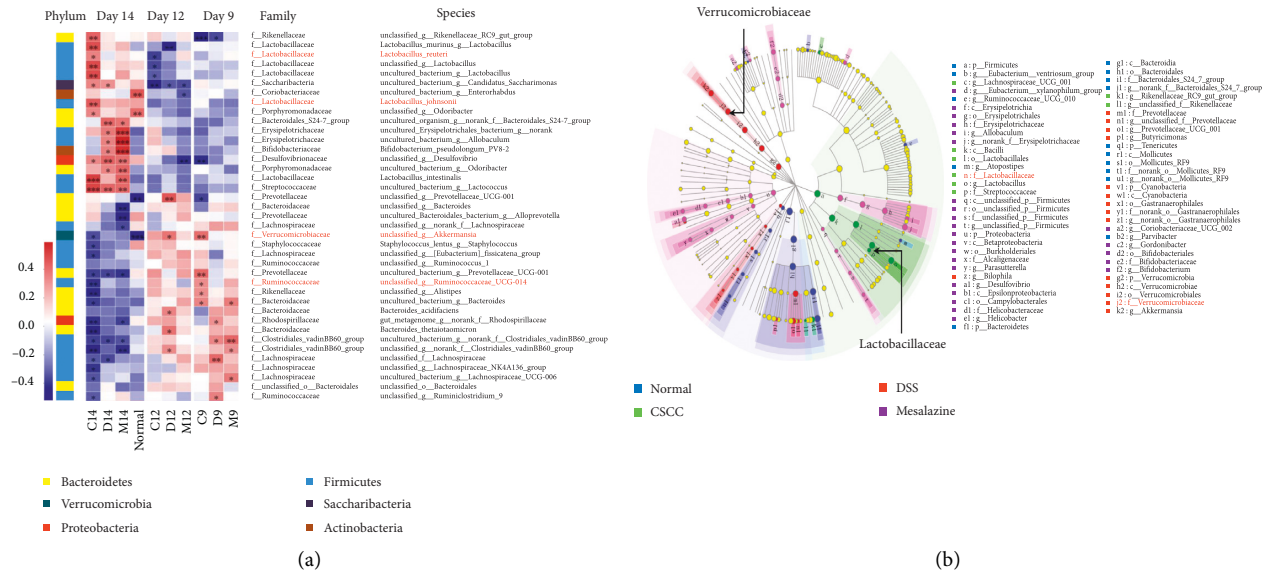 Phylum Day 14 Day 12 Day 9 Family Species
f__Rikenellaceae unclassified_g__Rikenellaceae_RC9_gut_group
f__Lactobacillaceae Lactobacillus_murinus_g__Lactobacillus
f__Lactobacillaceae Lactobacillus_reuteri
f__Lactobacillaceae unclassified_g__Lactobacillus
f__Lactobacillaceae uncultured_bacterium_g__Lactobacillus
f__Lactobacillaceae Lactobacillus_intestinalis
f__Saccharibacteria uncultured_bacterium_g__Candidatus_Saccharimonas
f__Coriobacteriaceae uncultured_bacterium_g__Enterorhabdus
f__Lactobacillaceae Lactobacillus_johnsonii
f__Porphyromonadaceae unclassified_g__Odoribacter
f__Bacteroidales_S24-7_group uncultured_organism_g__norank_f__Bacteroidales_S24-7_group
f__Erysipelotrichaceae uncultured_Erysipelotrichales_bacterium_g__norank
f__Erysipelotrichaceae uncultured_bacterium_g__Allobaculum
f__Bifidobacteriaceae Bifidobacterium_pseudolongum_PV8-2
f__Desulfovibrionaceae unclassified_g__Desulfovibrio
f__Porphyromonadaceae uncultured_bacterium_g__Odoribacter
f__Lactobacillaceae uncultured_bacterium_g__Lactobacillus
f__Streptococcaceae uncultured_bacterium_g__Lactococcus
f__Prevotellaceae unclassified_g__Prevotellaceae_UCG-001
f__Bacteroidaceae unclassified_g__Bacteroides
f__Prevotellaceae uncultured_Bacteroidales_bacterium_g__Alloprevotella
f__Lachnospiraceae unclassified_g__norank_f__Lachnospiraceae
f__Verrucomicrobiaceae unclassified_g__Akkermansia
f__Staphylococcaceae Staphylococcus_lentus_g__Staphylococcus
f__Lachnospiraceae unclassified_g__[Eubacterium]_fissicatena_group
f__Ruminococcaceae unclassified_g__Ruminococcus_1
f__Prevotellaceae uncultured_bacterium_g__Prevotellaceae_UCG-001
f__Ruminococcaceae unclassified_g__Ruminococcaceae_UCG-014
f__Rikenellaceae unclassified_g__Alistipes
f__Bacteroidaceae uncultured_bacterium_g__Bacteroides
f__Bacteroidaceae Bacteroides_acidifaciens
f__Rhodospirillaceae gut_metagenome_g__norank_f__Rhodospirillaceae
f__Bacteroidaceae Bacteroides_thetaiotaomicron
f__Clostridiales_vadinBB60_group uncultured_bacterium_g__norank_f__Clostridiales_vadinBB60_group
f__Clostridiales_vadinBB60_group unclassified_g__norank_f__Clostridiales_vadinBB60_group
f__Lachnospiraceae unclassified_f__Lachnospiraceae
f__Lachnospiraceae unclassified_g__Lachnospiraceae_NK4A136_group
f__Lachnospiraceae uncultured_bacterium_g__Lachnospiraceae_UCG-006
f__unclassified_o__Bacteroidales unclassified_o__Bacteroidales
f__Ruminococcaceae unclassified_g__Ruminiclostridium_9
0.4
0.2
0.0
−0.2
−0.4
C14 D14 M14 Normal C12 D12 M12 C9 D9 M9
Bacteroidetes Firmicutes
Verrucomicrobia Saccharibacteria
Proteobacteria Actinobacteria
(a)
Verrucomicrobiaceae
Lactobacillaceae
Normal DSS
CSCC Mesalazine
a : p__Firmicutes
b : g__Eubacterium_ventriosum_group
c : g__Lachnospiraceae_UCG_001
d : g__Eubacterium_xylanophilum_group
e : g__Ruminococcaceae_UCG_010
f : c__Erysipelotrichia
g : o__Erysipelotrichales
h : f__Erysipelotrichaceae
i : g__Allobaculum
j : g__norank_f__Erysipelotrichaceae
k : c__Bacilli
l : o__Lactobacillales
m : g__Atopostipes
n : f__Lactobacillaceae
o : g__Lactobacillus
p : f__Streptococcaceae
q : c__unclassified_p__Firmicutes
r : o__unclassified_p__Firmicutes
s : f__unclassified_p__Firmicutes
t : g__unclassified_p__Firmicutes
u : p__Proteobacteria
v : c__Betaproteobacteria
w : o__Burkholderiales
x : f__Alcaligenaceae
y : g__Parasutterella
z : g__Bilophila
a1 : g__Desulfovibrio
b1 : c__Epsilonproteobacteria
c1 : o__Campylobacterales
d1 : f__Helicobacteraceae
e1 : g__Helicobacter
f1 : p__Bacteroidetes
g1 : c__Bacteroidia
h1 : o__Bacteroidales
i1 : f__Bacteroidales_S24_7_group
j1 : g__norank_f__Bacteroidales_S24_7_group
k1 : g__Rikenellaceae_RC9_gut_group
l1 : g__unclassified_f__Rikenellaceae
m1 : f__Prevotellaceae
n1 : g__unclassified_f__Prevotellaceae
o1 : g__Prevotellaceae_UCG_001
p1 : g__Butyricimonas
q1 : p__Tenericutes
r1 : c__Mollicutes
s1 : o__Mollicutes_RF9
t1 : f__norank_o__Mollicutes_RF9
u1 : g__norank_o__Mollicutes_RF9
v1 : p__Cyanobacteria
w1 : c__Cyanobacteria
x1 : o__Gastranaerophilales
y1 : f__norank_o__Gastranaerophilales
z1 : g__norank_o__Gastranaerophilales
a2 : g__Coriobacteriaceae_UCG_002
b2 : g__Parvibacter
c2 : g__Gordonibacter
d2 : o__Bifidobacteriales
e2 : f__Bifidobacteriaceae
f2 : g__Bifidobacterium
g2 : p__Verrucomicrobia
h2 : c__Verrucomicrobiae
i2 : o__Verrucomicrobiales
j2 : f__Verrucomicrobiaceae
k2 : g__Akkermansia
(b)